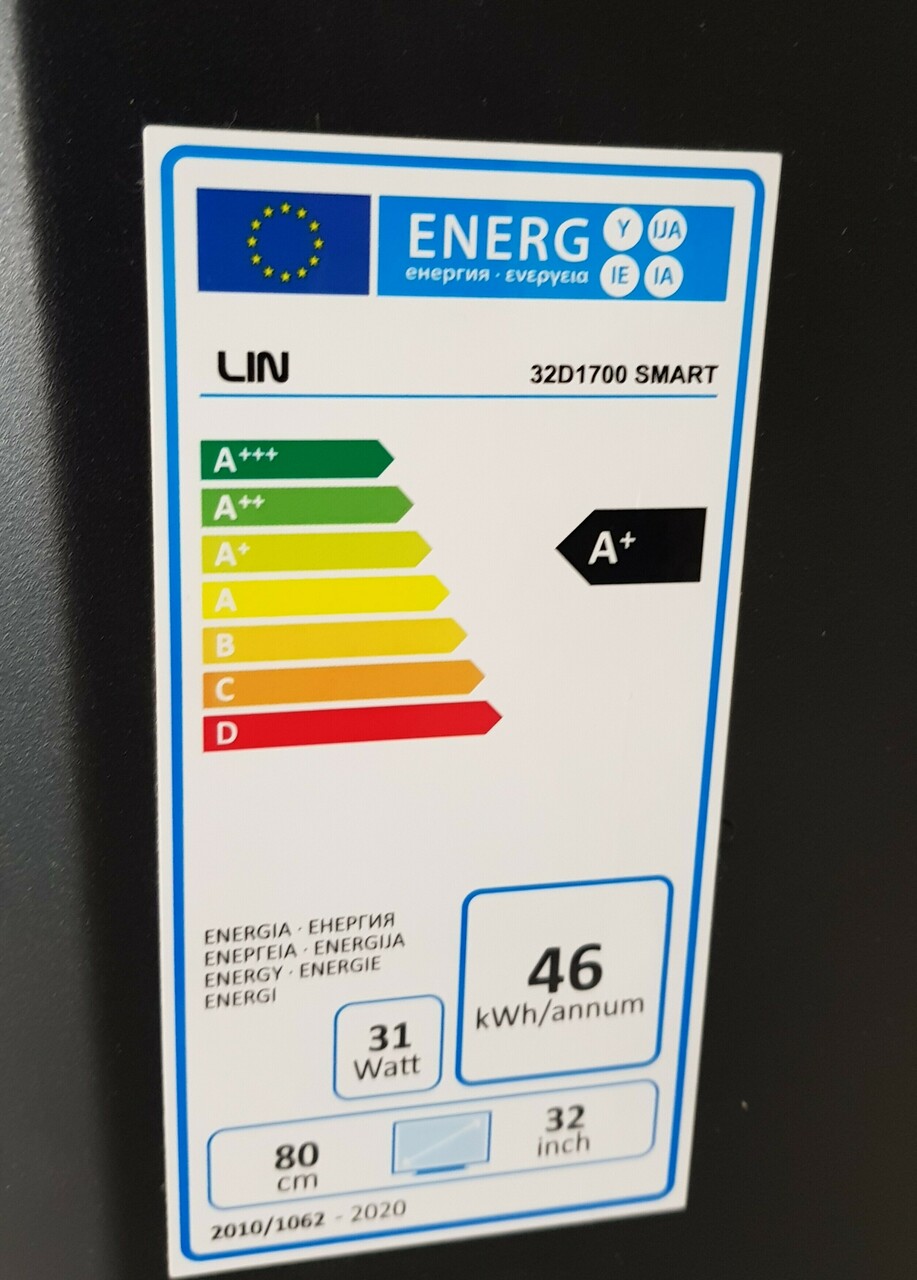 ENERG Y IJA
енергия · ενεργεια IE IA
LIN 32D1700 SMART
A+++
A++
A+ A+
A
B
C
D
ENERGIA · ЕНЕРГИЯ
ΕΝΕΡΓΕΙΑ · ENERGIJA
ENERGY · ENERGIE
ENERGI
46
kWh/annum
31
Watt
80
cm
32
inch
2010/1062 - 2020